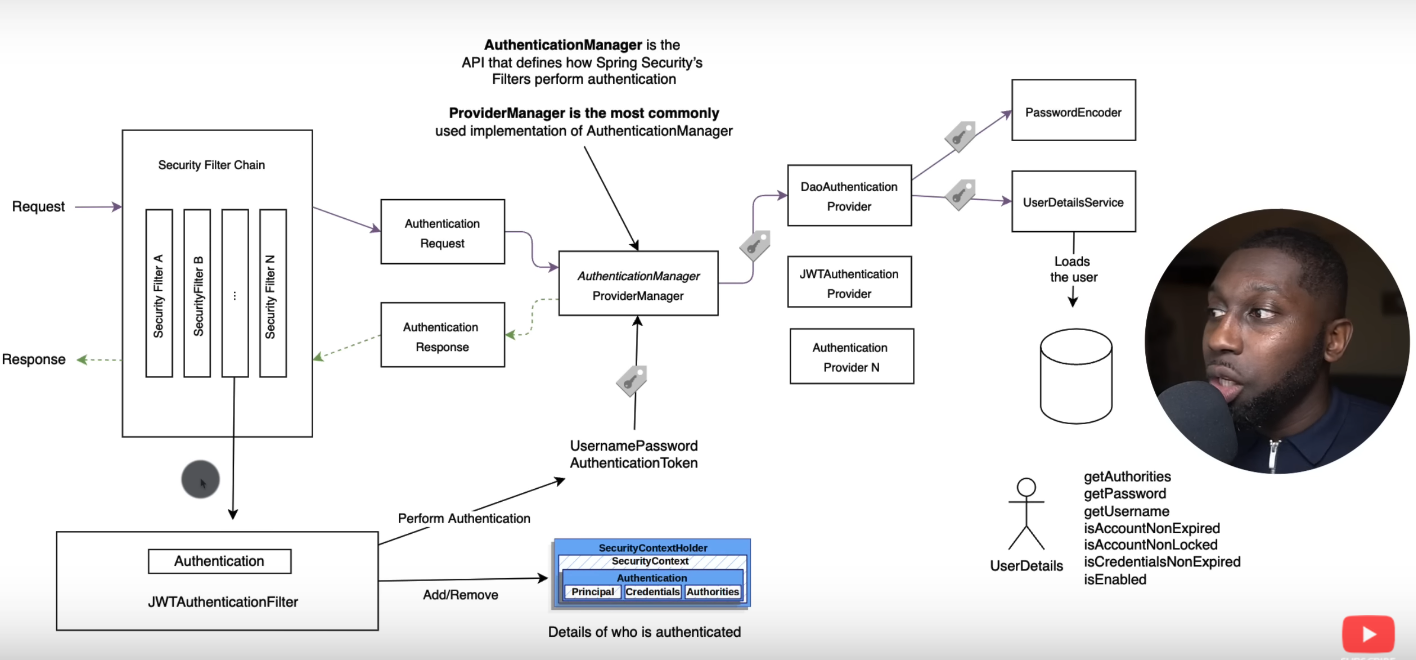 AuthenticationManager is the
API that defines how Spring Security's
Filters perform authentication
ProviderManager is the most commonly
used implementation of AuthenticationManager
Security Filter Chain
Request
Response
Security Filter A
SecurityFilter B
...
Security Filter N
Authentication
Request
Authentication
Response
AuthenticationManager
ProviderManager
DaoAuthentication
Provider
JWTAuthentication
Provider
Authentication
Provider N
PasswordEncoder
UserDetailsService
Loads
the user
UsernamePassword
AuthenticationToken
Perform Authentication
Add/Remove
Authentication
JWTAuthenticationFilter
SecurityContextHolder
SecurityContext
Authentication
Principal
Credentials
Authorities
Details of who is authenticated
UserDetails
getAuthorities
getPassword
getUsername
isAccountNonExpired
isAccountNonLocked
isCredentialsNonExpired
isEnabled